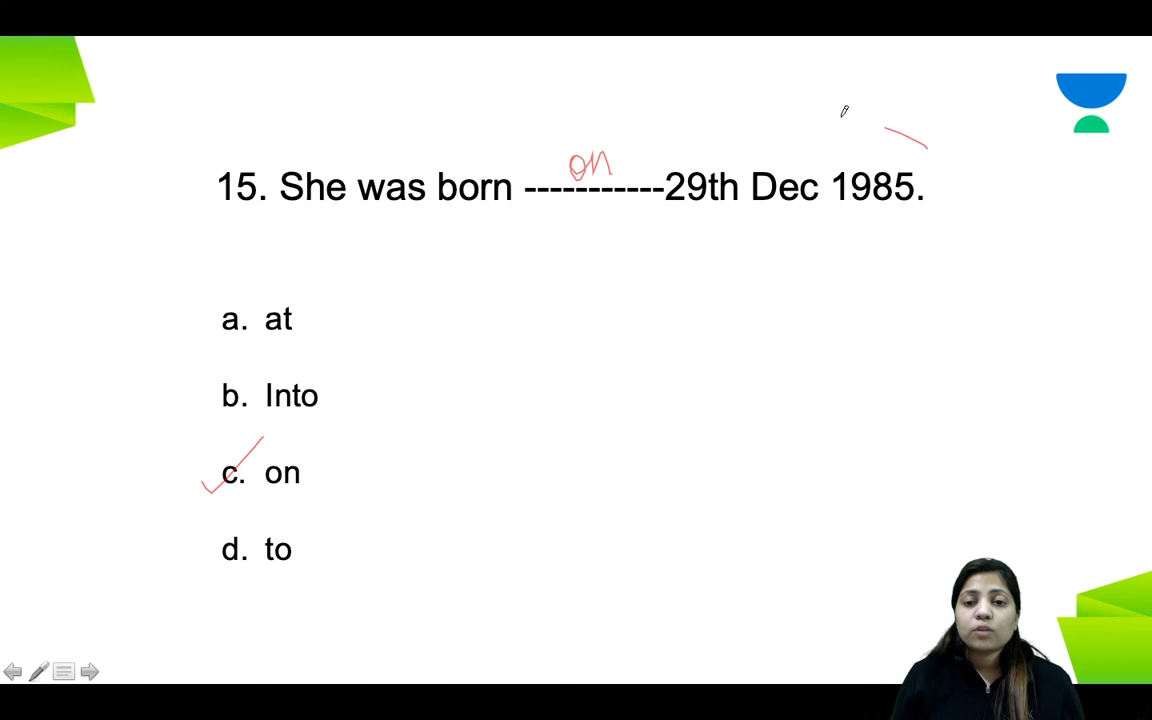 on
15. She was born -----------29th Dec 1985.
a. at
b. Into
c. on
d. to